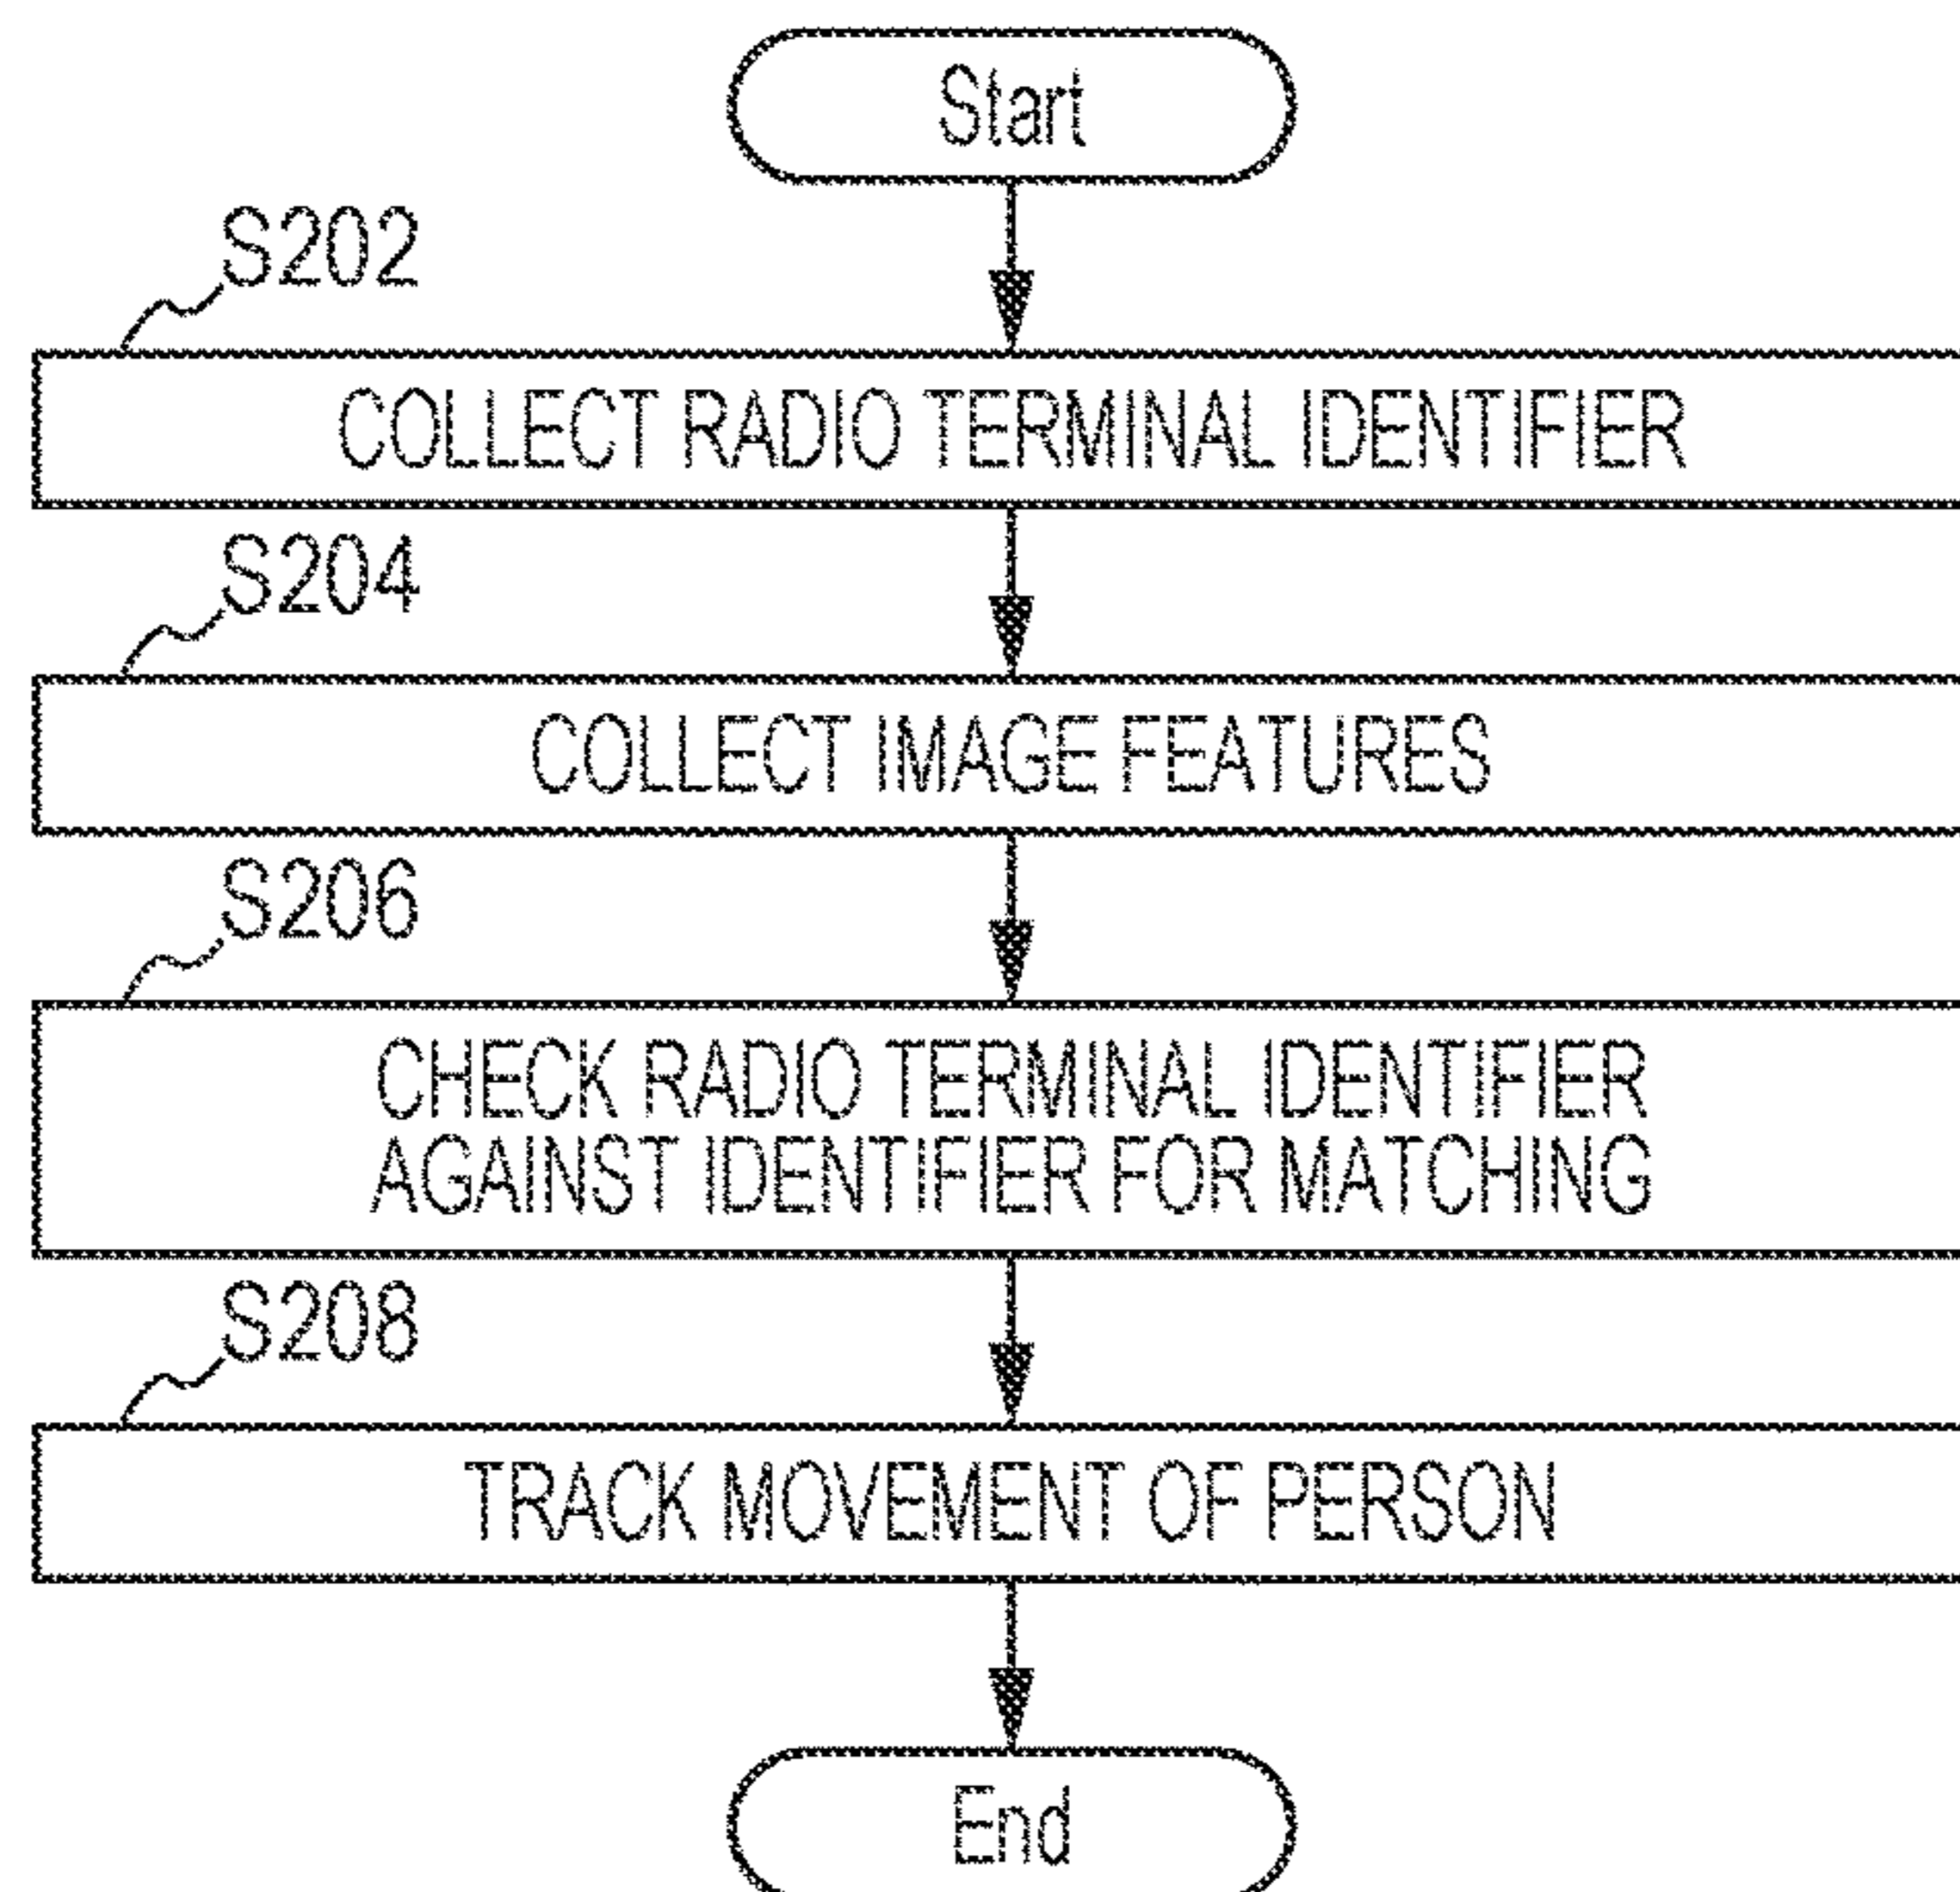 Start
S202
COLLECT RADIO TERMINAL IDENTIFIER
S204
COLLECT IMAGE FEATURES
S206
CHECK RADIO TERMINAL IDENTIFIER
AGAINST IDENTIFIER FOR MATCHING
S208
TRACK MOVEMENT OF PERSON
End